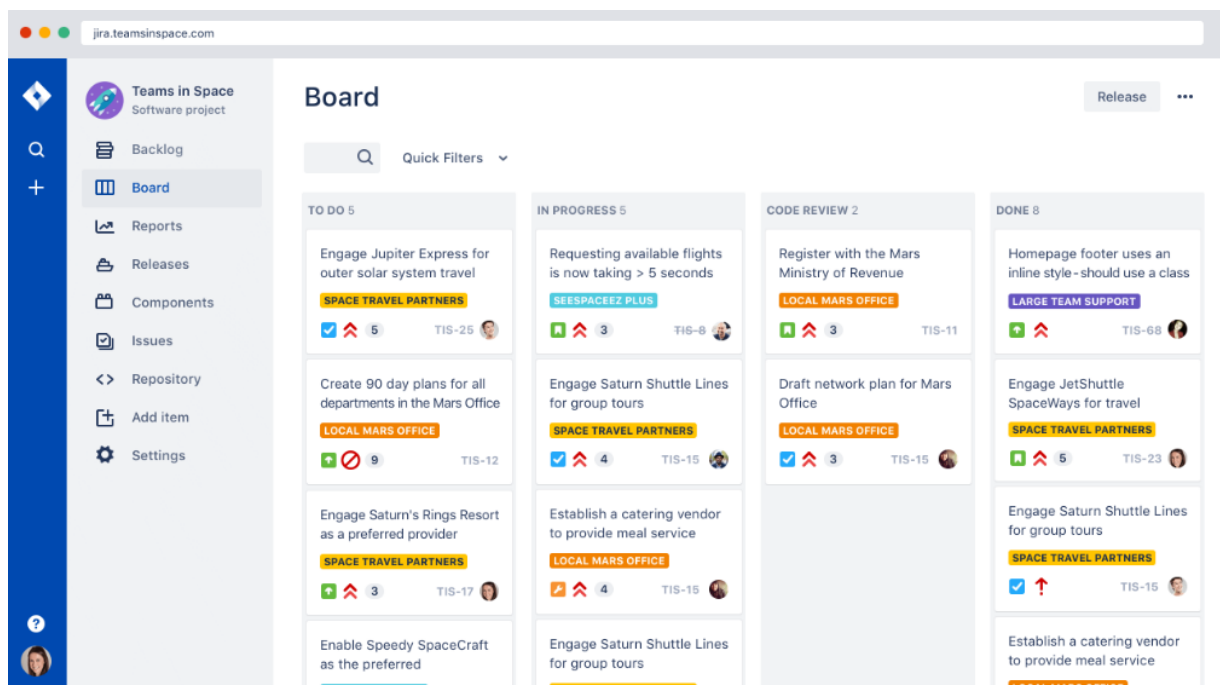 jira.teamsinspace.com
Teams in Space
Software project
Backlog
Board
Reports
Releases
Components
Issues
Repository
Add item
Settings
?
Board
Release
Quick Filters
TO DO 5
Engage Jupiter Express for
outer solar system travel
SPACE TRAVEL PARTNERS
5 TIS-25
Create 90 day plans for all
departments in the Mars Office
LOCAL MARS OFFICE
9 TIS-12
Engage Saturn's Rings Resort
as a preferred provider
SPACE TRAVEL PARTNERS
3 TIS-17
Enable Speedy SpaceCraft
as the preferred
IN PROGRESS 5
Requesting available flights
is now taking > 5 seconds
SEESPACEEZ PLUS
3 TIS-8
Engage Saturn Shuttle Lines
for group tours
SPACE TRAVEL PARTNERS
4 TIS-15
Establish a catering vendor
to provide meal service
LOCAL MARS OFFICE
4 TIS-15
Engage Saturn Shuttle Lines
for group tours
CODE REVIEW 2
Register with the Mars
Ministry of Revenue
LOCAL MARS OFFICE
3 TIS-11
Draft network plan for Mars
Office
LOCAL MARS OFFICE
3 TIS-15
DONE 8
Homepage footer uses an
inline style - should use a class
LARGE TEAM SUPPORT
TIS-68
Engage JetShuttle
SpaceWays for travel
SPACE TRAVEL PARTNERS
5 TIS-23
Engage Saturn Shuttle Lines
for group tours
SPACE TRAVEL PARTNERS
TIS-15
Establish a catering vendor
to provide meal service